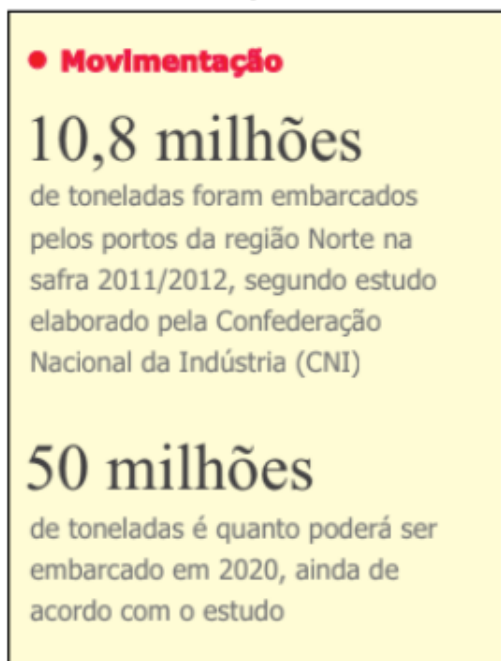 • Movimentação
10,8 milhões
de toneladas foram embarcados
pelos portos da região Norte na
safra 2011/2012, segundo estudo
elaborado pela Confederação
Nacional da Indústria (CNI)
50 milhões
de toneladas é quanto poderá ser
embarcado em 2020, ainda de
acordo com o estudo